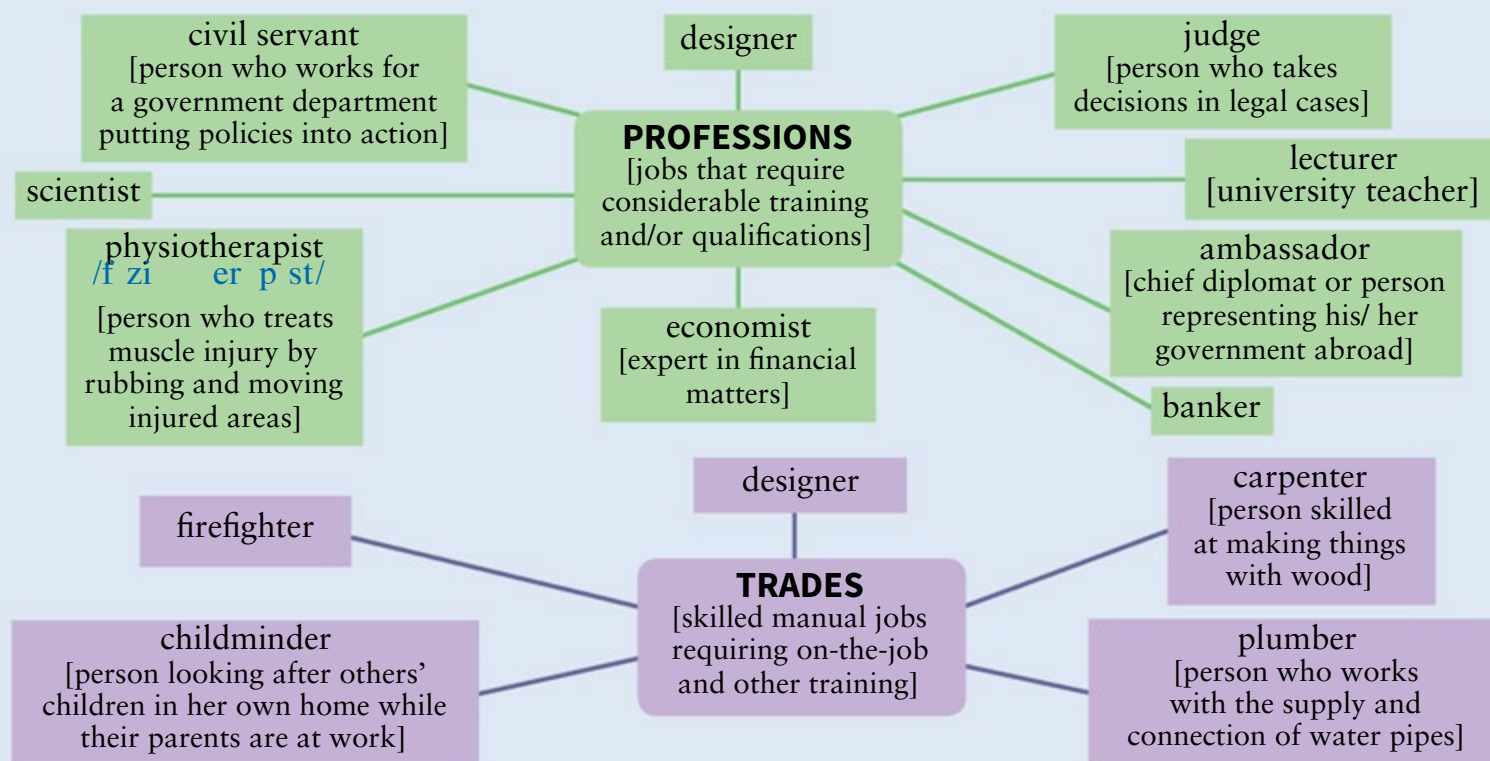 civil servant
[person who works for
a government department
putting policies into action]
designer
judge
[person who takes
decisions in legal cases]
PROFESSIONS
[jobs that require
considerable training
and/or qualifications]
lecturer
[university teacher]
scientist
physiotherapist
/f zi er p st/
[person who treats
muscle injury by
rubbing and moving
injured areas]
economist
[expert in financial
matters]
ambassador
[chief diplomat or person
representing his/ her
government abroad]
banker
designer
firefighter
carpenter
[person skilled
at making things
with wood]
TRADES
[skilled manual jobs
requiring on-the-job
and other training]
childminder
[person looking after others’
children in her own home while
their parents are at work]
plumber
[person who works
with the supply and
connection of water pipes]